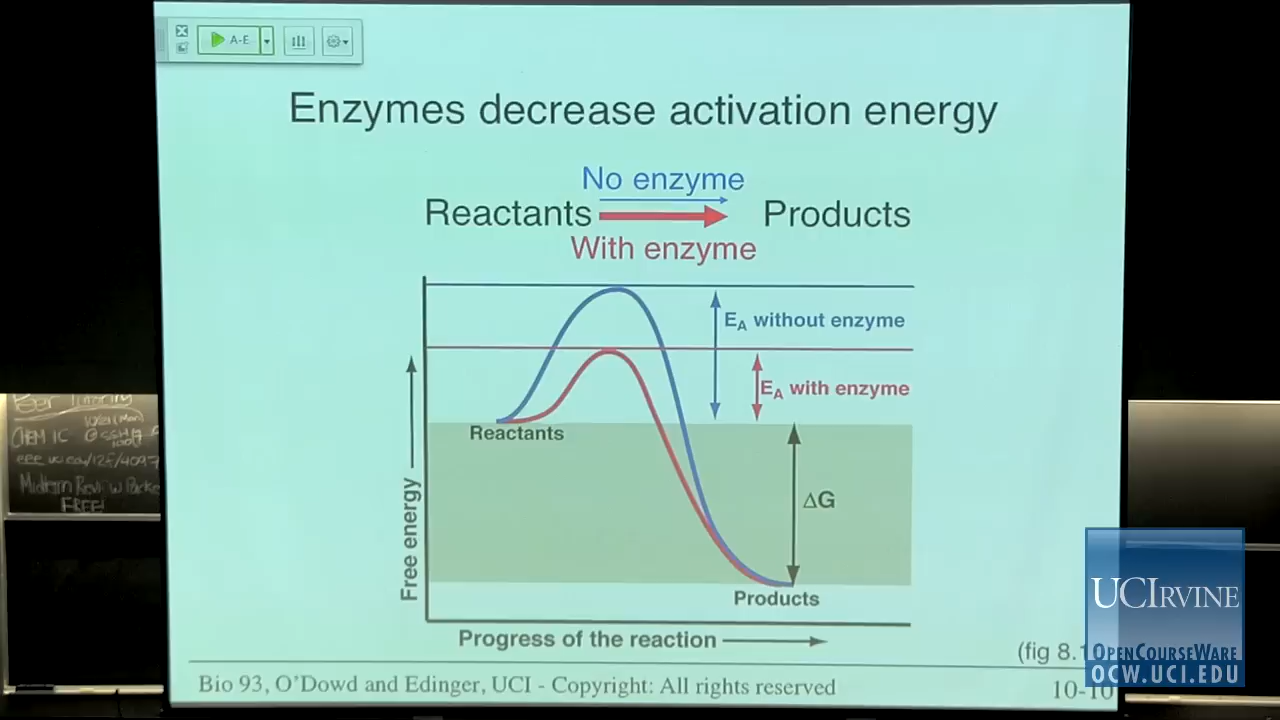 A-E
Enzymes decrease activation energy
No enzyme
Reactants
Products
With enzyme
EA without enzyme
EA with enzyme
Reactants
ΔG
Free energy
Products
Progress of the reaction
(fig 8.1
Bio 93, O'Dowd and Edinger, UCI - Copyright: All rights reserved
10-10
UCIRVINE
OPENCOURSEWARE
OCW.UCI.EDU
CHEM 1C
Midterm
FREE!